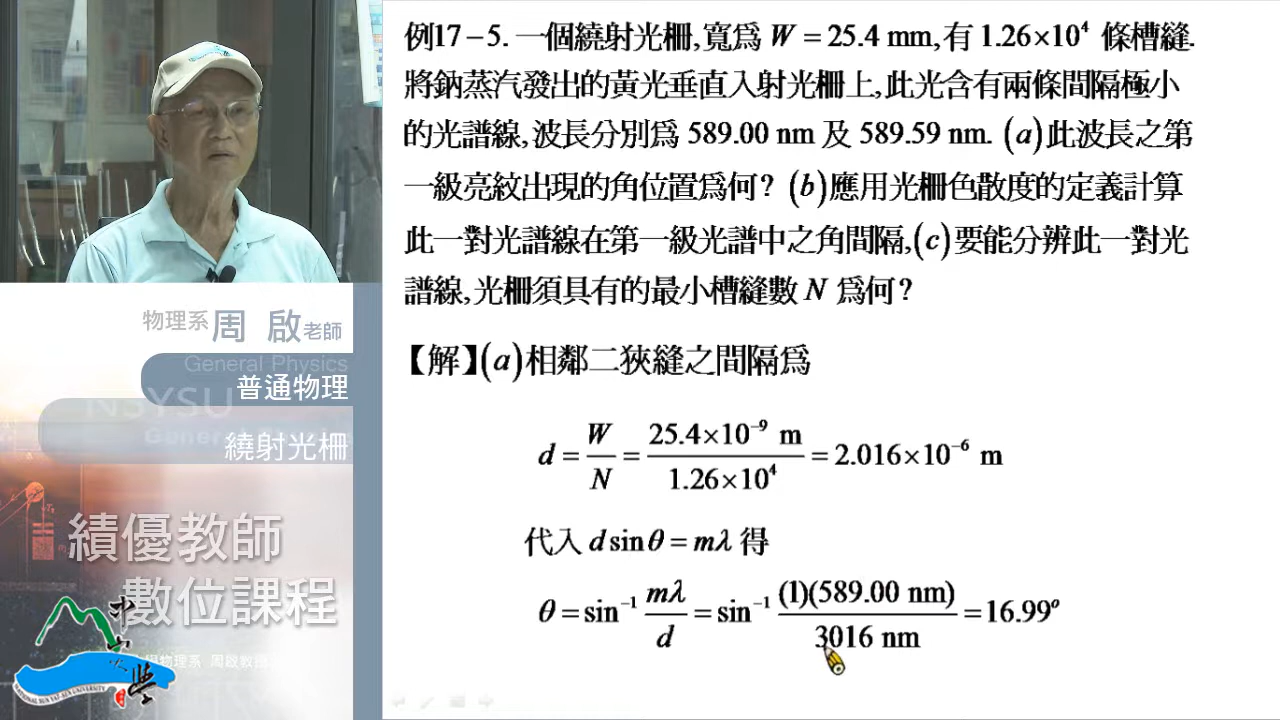 例17-5. 一個繞射光柵,寬為 W = 25.4 mm,有 1.26×10⁴ 條槽縫.
將鈉蒸汽發出的黃光垂直入射光柵上,此光含有兩條間隔極小
的光譜線,波長分別為 589.00 nm 及 589.59 nm. (a)此波長之第
一級亮紋出現的角位置為何? (b)應用光柵色散度的定義計算
此一對光譜線在第一級光譜中之角間隔,(c)要能分辨此一對光
譜線,光柵須具有的最小槽縫數 N 為何?
【解】(a)相鄰二狹縫之間隔為
d = W/N = 25.4×10⁻⁹ m / 1.26×10⁴ = 2.016×10⁻⁶ m
代入 d sinθ = mλ 得
θ = sin⁻¹ mλ/d = sin⁻¹ (1)(589.00 nm)/3016 nm = 16.99°
物理系 周 啟 老師
General Physics
普通物理
NSYSU
繞射光柵
績優教師
數位課程